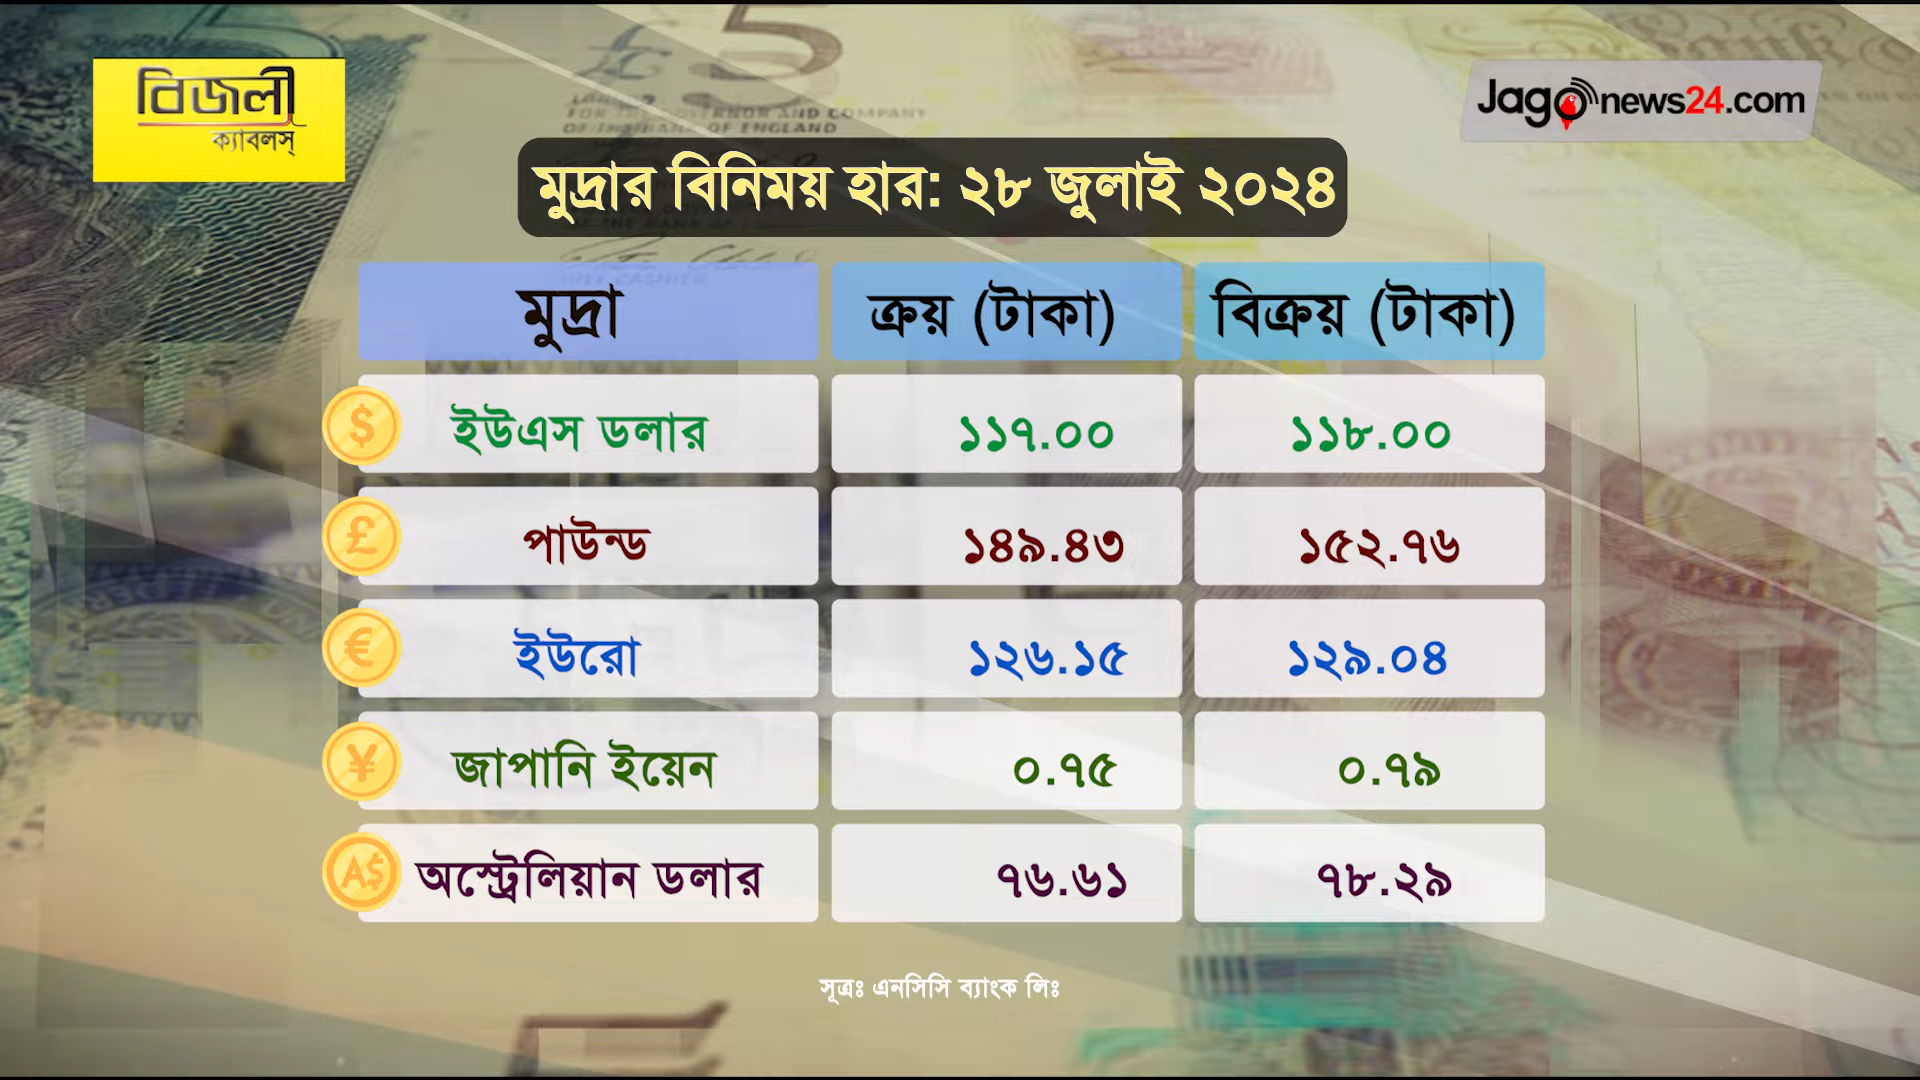 বিজলী
ক্যাবলস্
Jagonews24.com
মুদ্রার বিনিময় হার: ২৮ জুলাই ২০২৪
মুদ্রা ক্রয় (টাকা) বিক্রয় (টাকা)
$ ইউএস ডলার ১১৭.০০ ১১৮.০০
£ পাউন্ড ১৪৯.৪৩ ১৫২.৭৬
€ ইউরো ১২৬.১৫ ১২৯.০৪
¥ জাপানি ইয়েন ০.৭৫ ০.৭৯
A$ অস্ট্রেলিয়ান ডলার ৭৬.৬১ ৭৮.২৯
সূত্রঃ এনসিসি ব্যাংক লিঃ